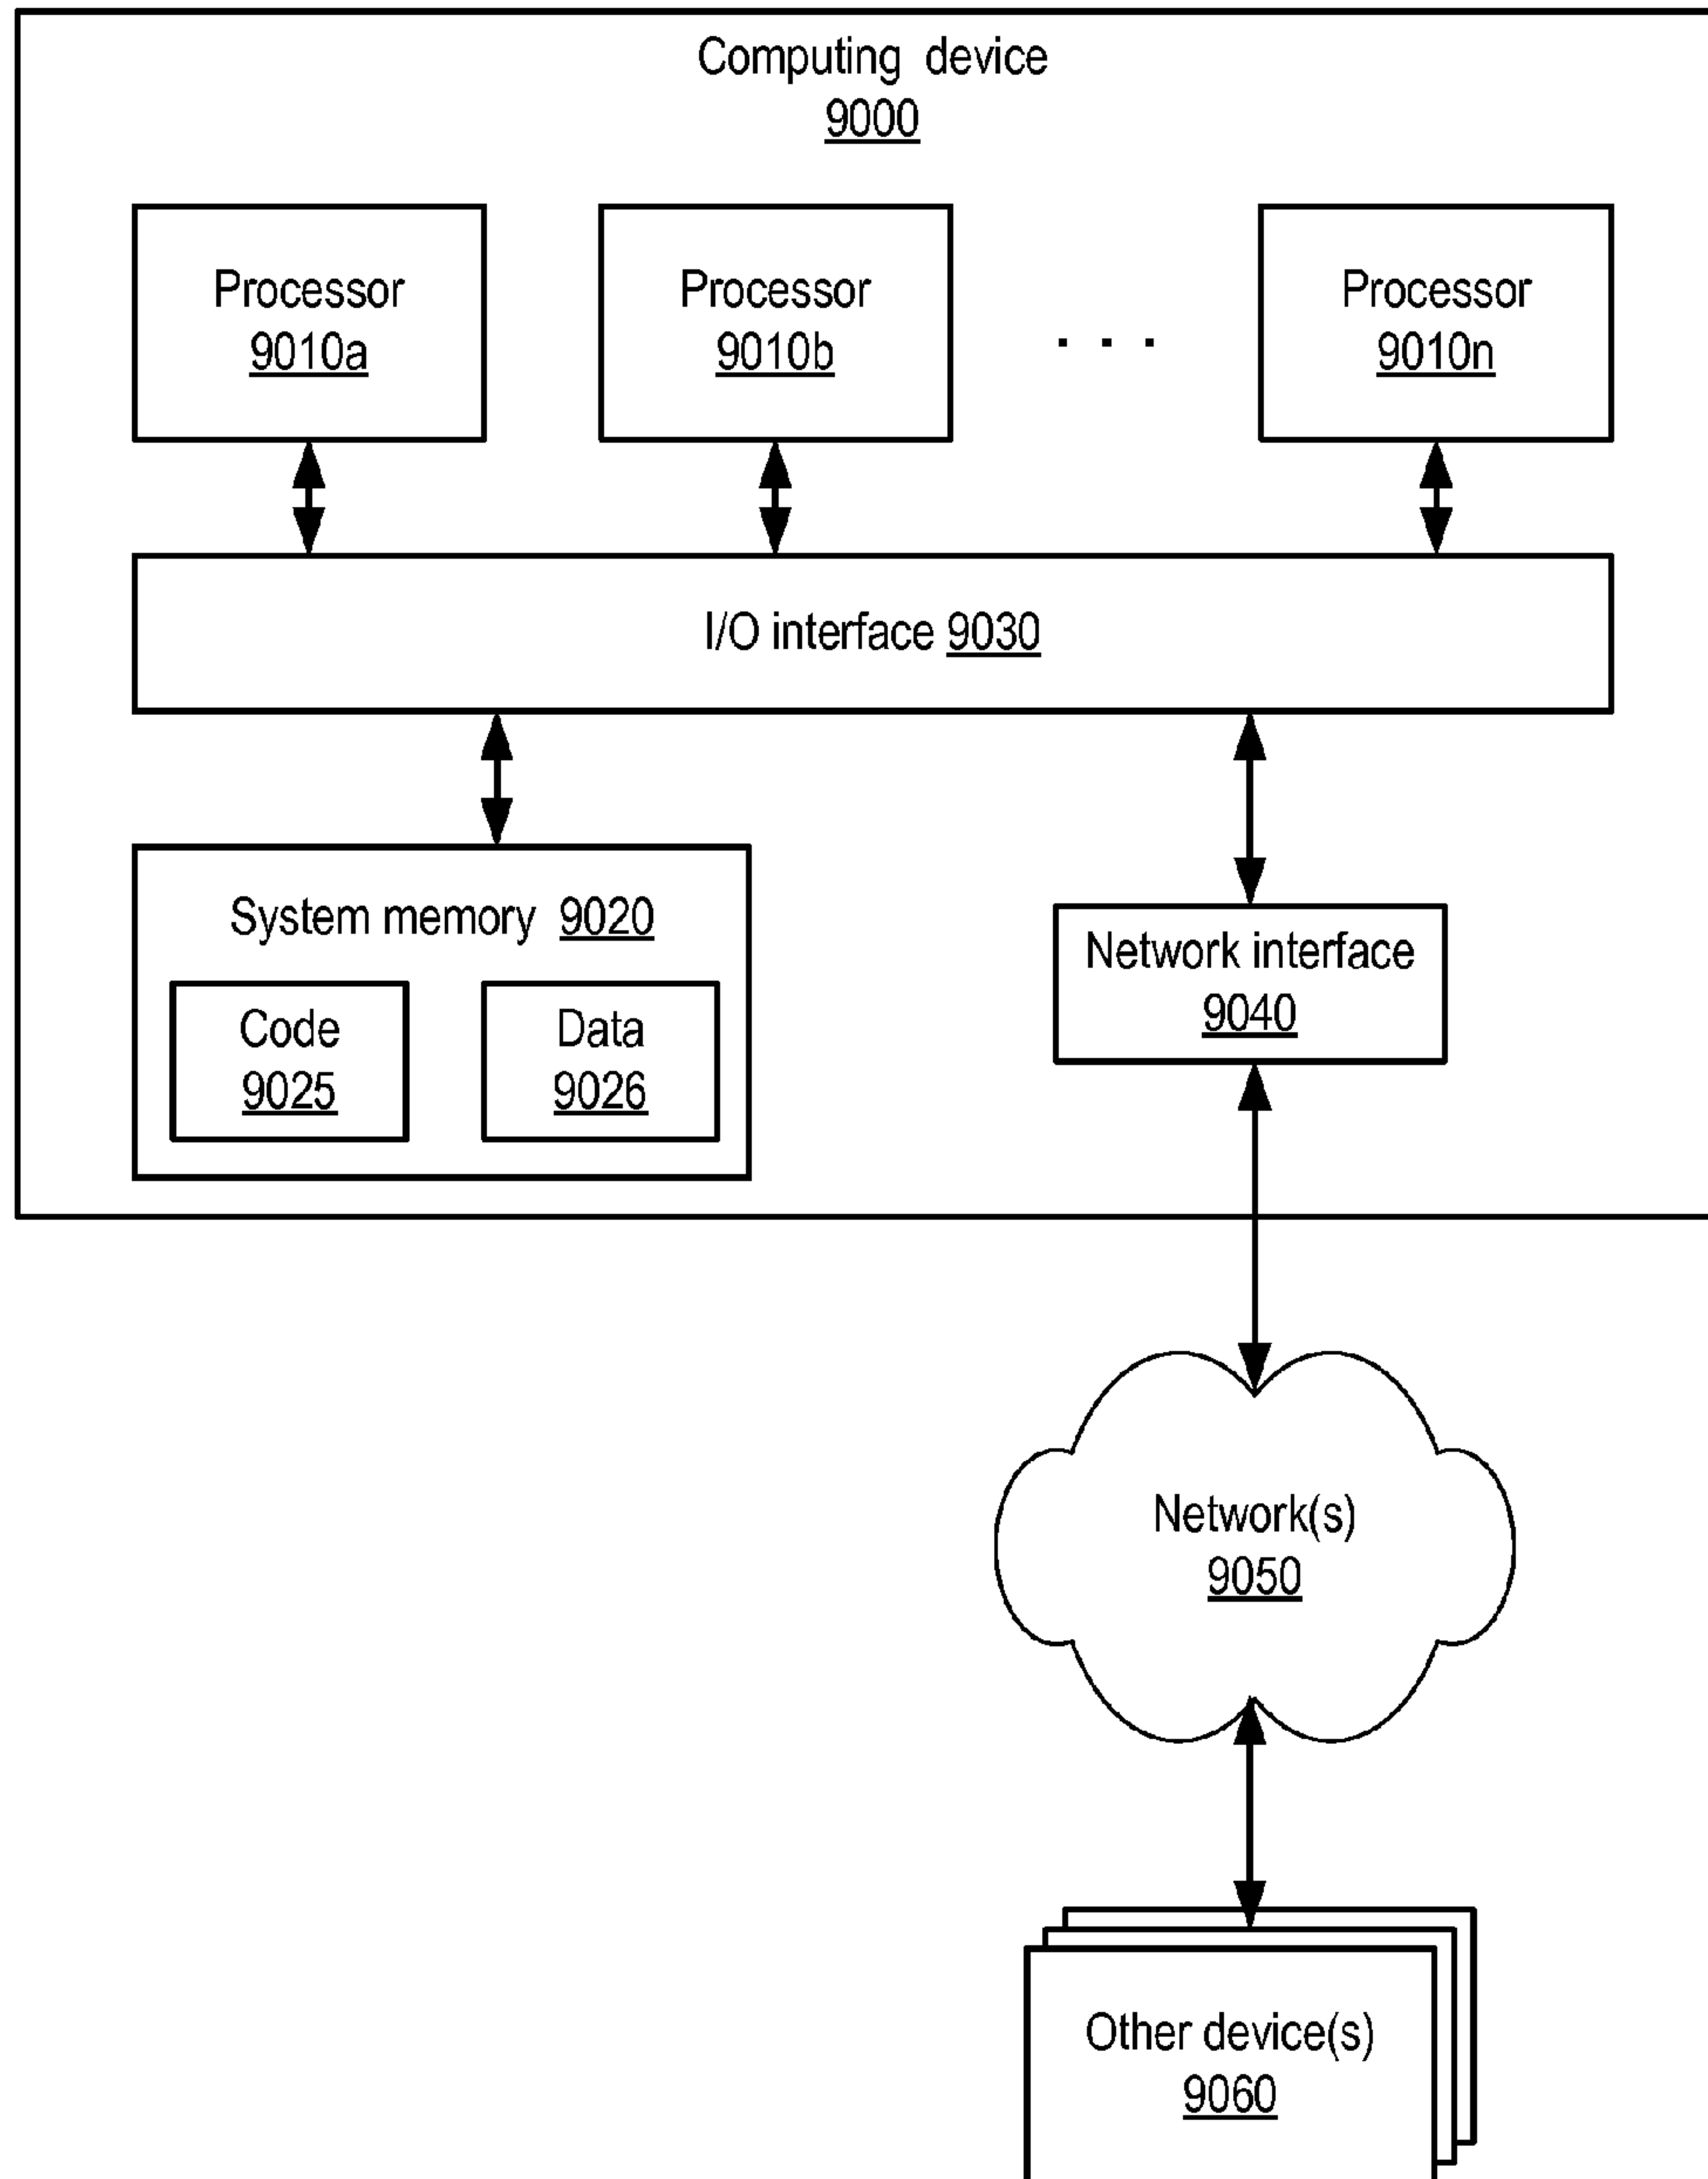 Computing device
9000
Processor
9010a
Processor
9010b
. . .
Processor
9010n
I/O interface 9030
System memory 9020
Code
9025
Data
9026
Network interface
9040
Network(s)
9050
Other device(s)
9060